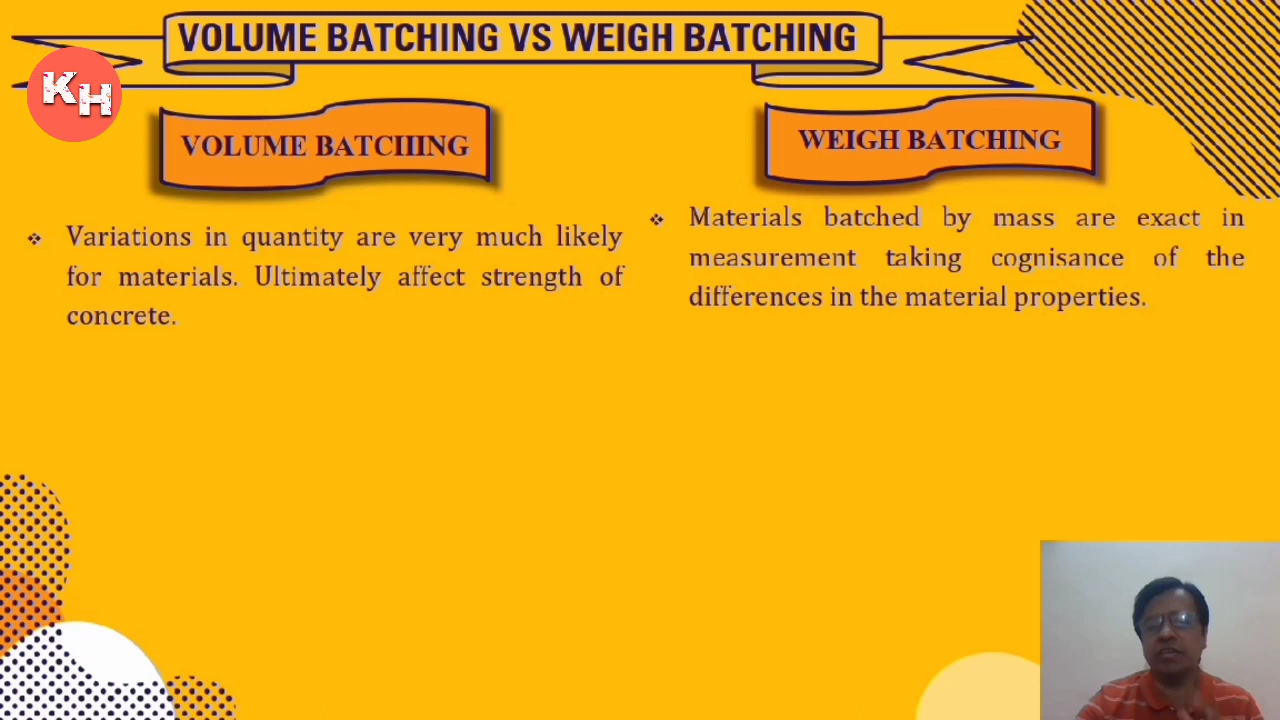 VOLUME BATCHING VS WEIGH BATCHING
KH
VOLUME BATCHING
Variations in quantity are very much likely
for materials. Ultimately affect strength of
concrete.
WEIGH BATCHING
Materials batched by mass are exact in
measurement taking cognisance of the
differences in the material properties.